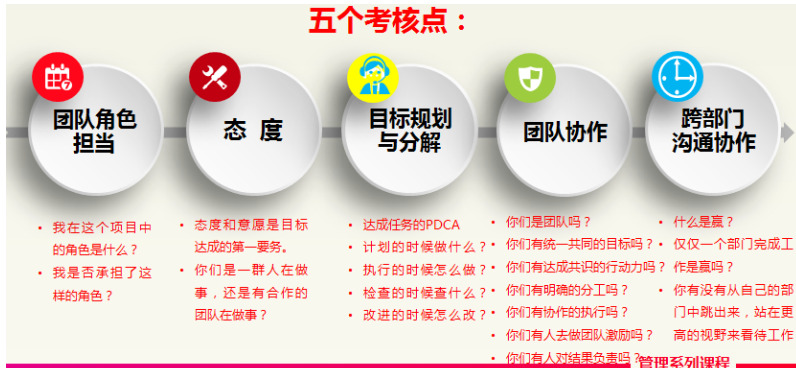 五个考核点：
团队角色
担当
态 度
目标规划
与分解
团队协作
跨部门
沟通协作
• 我在这个项目中
的角色是什么？
• 我是否承担了这
样的角色？
• 态度和意愿是目标
达成的第一要务。
• 你们是一群人在做
事，还是有合作的
团队在做事？
• 达成任务的PDCA
• 计划的时候做什么？
• 执行的时候怎么做？
• 检查的时候查什么？
• 改进的时候怎么改？
• 你们是团队吗？
• 你们有统一共同的目标吗？
• 你们有达成共识的行动力吗？
• 你们有明确的分工吗？
• 你们有协作的执行吗？
• 你们有人去做团队激励吗？
• 你们有人对结果负责吗？
• 什么是赢？
• 仅仅一个部门完成工
作是赢吗？
• 你有没有从自己的部
门中跳出来，站在更
高的视野来看待工作
管理系列课程